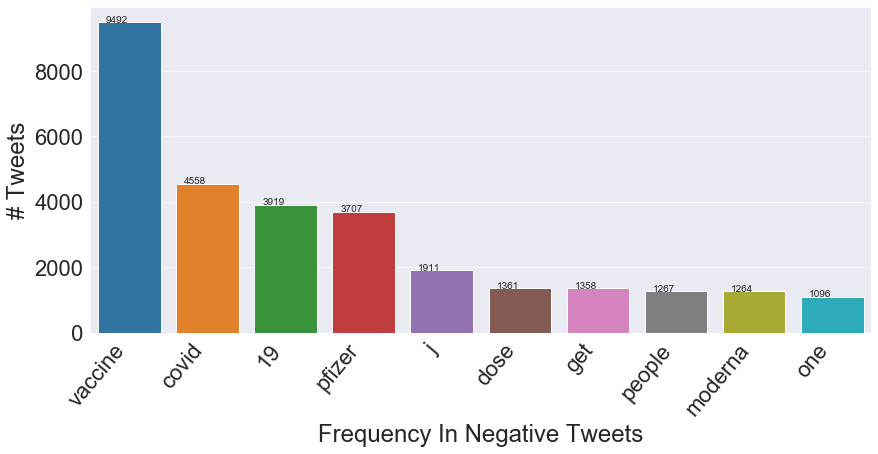 9492
4558
3919
3707
1911
1361
1358
1267
1264
1096
8000
6000
4000
2000
0
# Tweets
vaccine
covid
19
pfizer
j
dose
get
people
moderna
one
Frequency In Negative Tweets